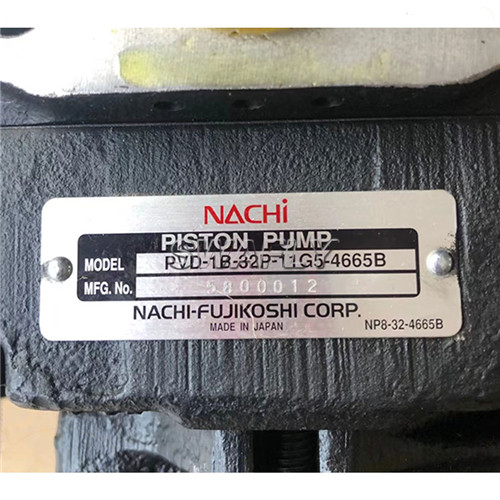 NACHi
PISTON PUMP
MODEL PVD-1B-32P-11G5-4665B
MFG. No. 5800012
NACHI-FUJIKOSHI CORP.
MADE IN JAPAN NP8-32-4665B